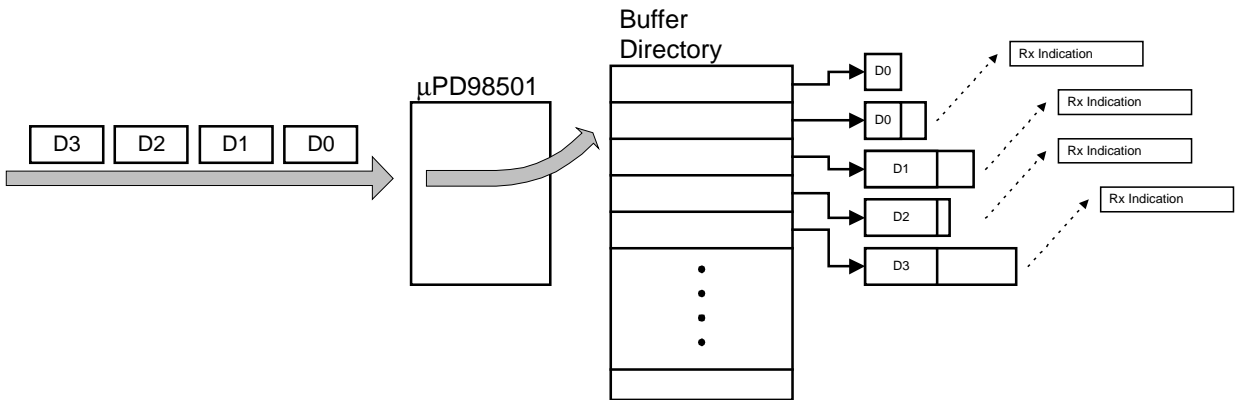 Buffer
Directory
μPD98501
D3 D2 D1 D0
D0
Rx Indication
D0
Rx Indication
D1
Rx Indication
D2
Rx Indication
D3